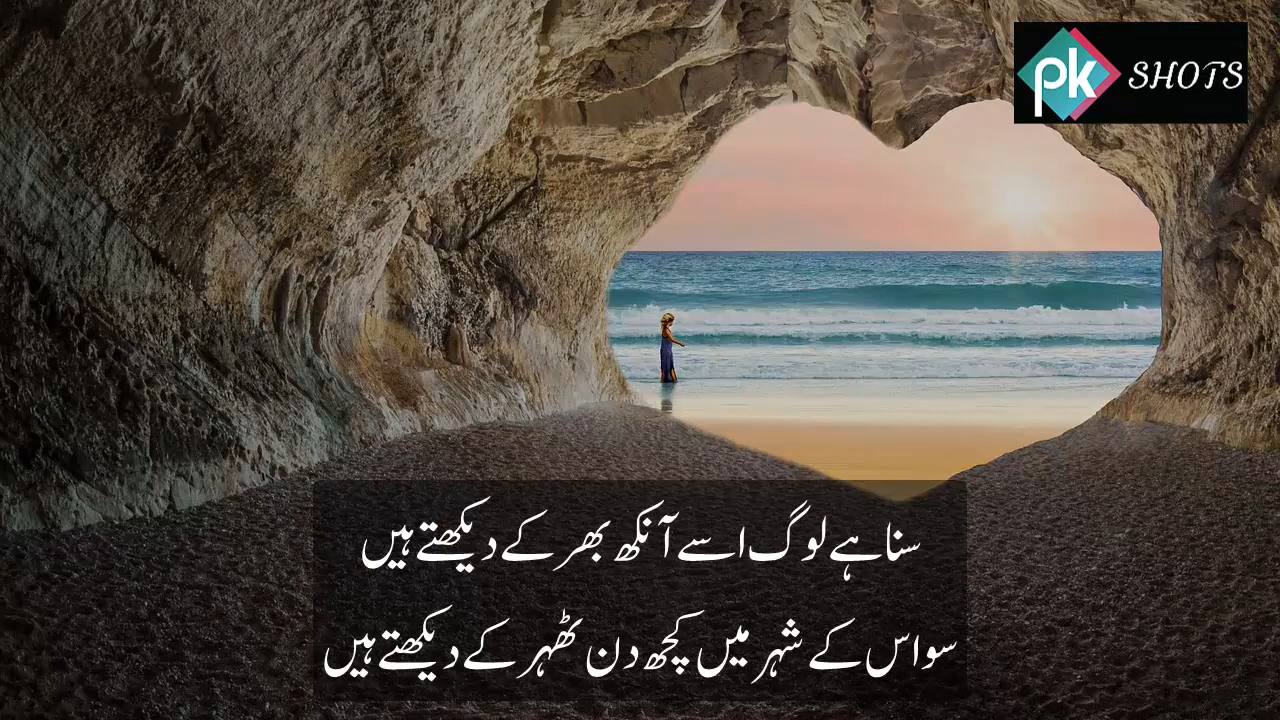 pk SHOTS
سنا ہے لوگ اسے آنکھ بھر کے دیکھتے ہیں
سو اس کے شہر میں کچھ دن ٹھہر کے دیکھتے ہیں